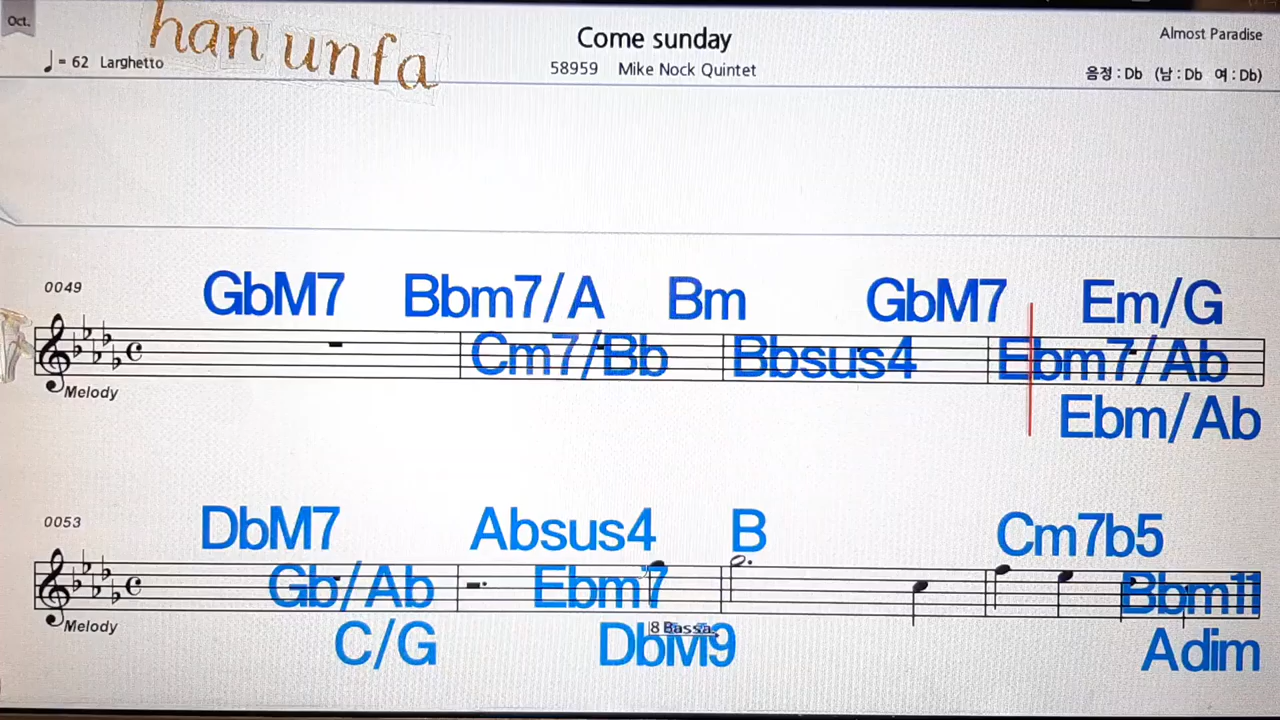 Oct.
han unfa
Come sunday
Almost Paradise
♩= 62 Larghetto
58959 Mike Nock Quintet
음정 : Db (남 : Db 여 : Db)
0049
GbM7 Bbm7/A Bm GbM7 Em/G
Cm7/Bb Bbsus4 Ebm7/Ab
Melody
Ebm/Ab
0053
DbM7 Absus4 B Cm7b5
Gb/Ab Ebm7 Bbm11
Melody
8 Bassa
C/G DbM9 Adim